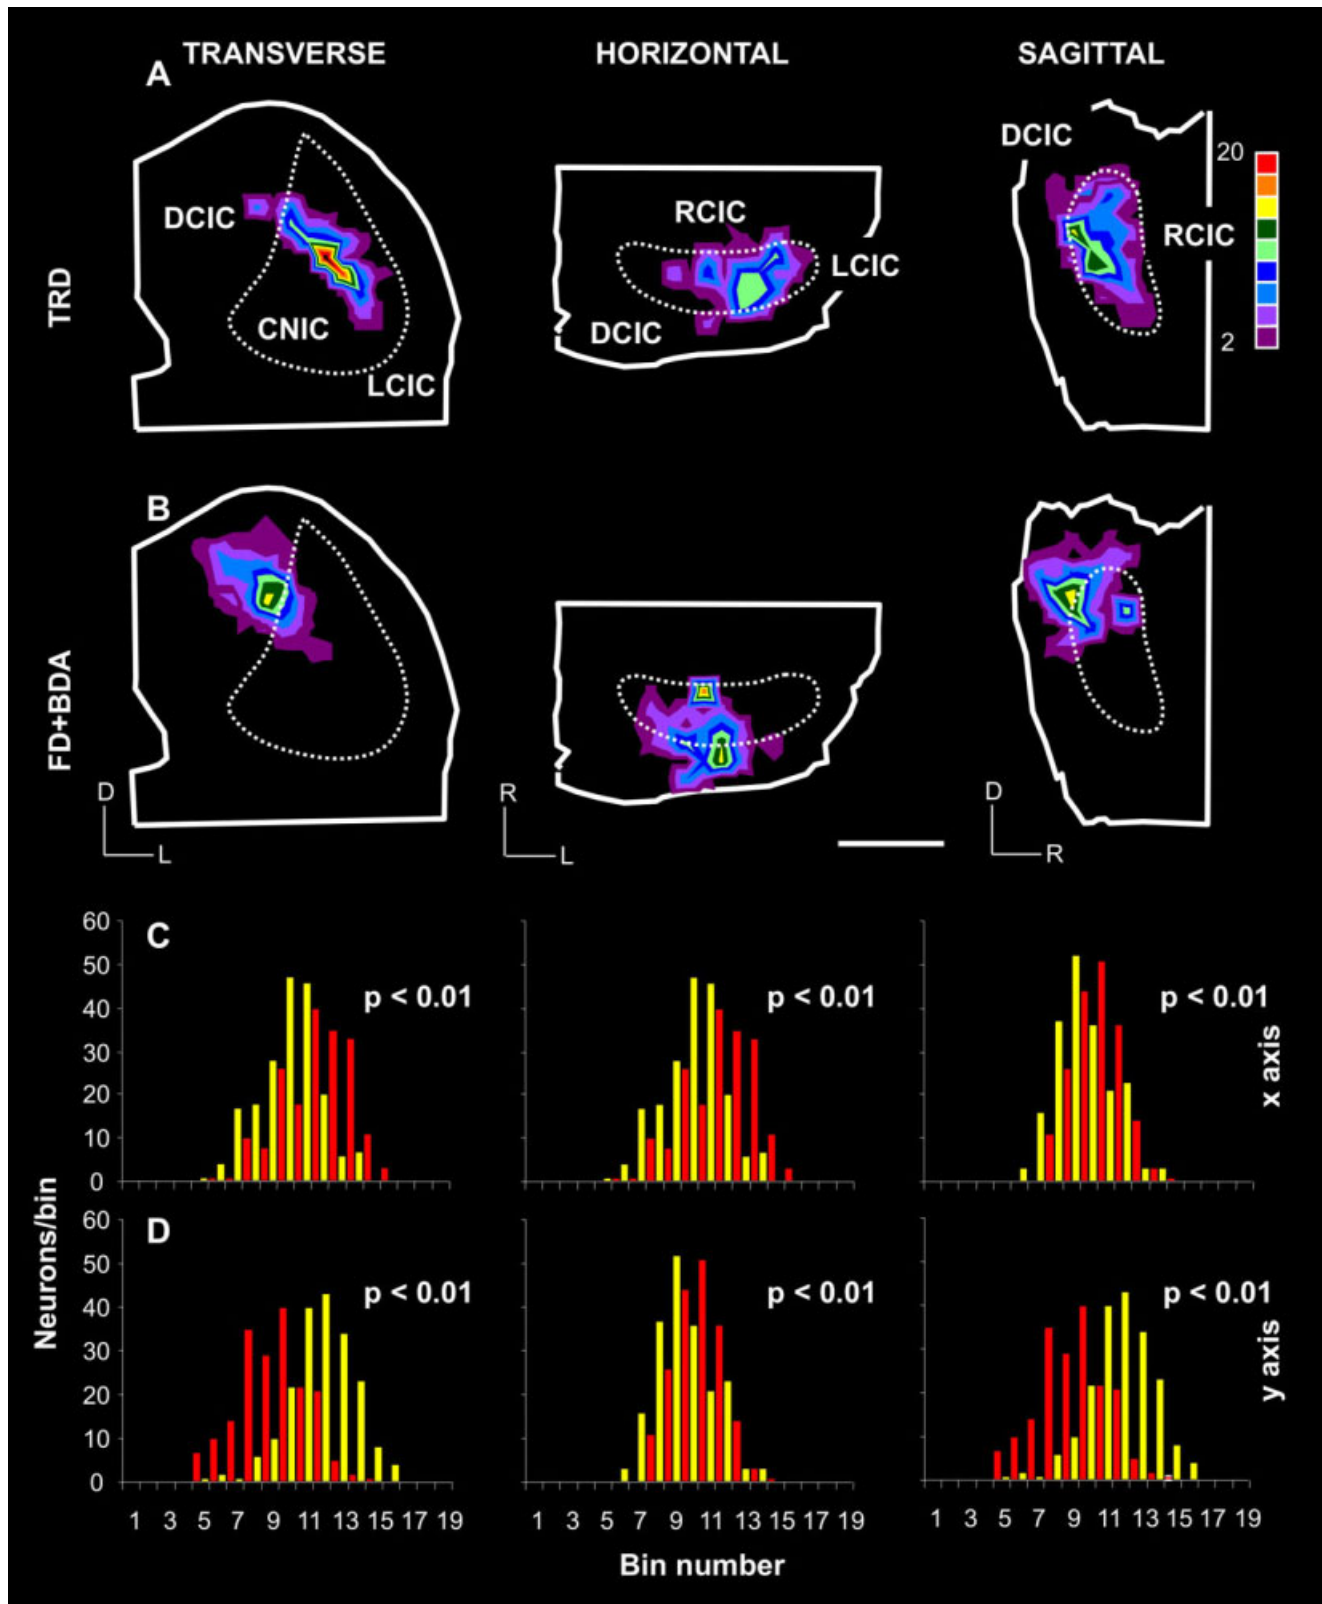 TRANSVERSE HORIZONTAL SAGITTAL
A
DCIC
20
DCIC RCIC RCIC
LCIC
TRD
CNIC DCIC 2
LCIC
B
FD+BDA
D R D
L L R
60 C
50
40 p < 0.01 p < 0.01 p < 0.01
30
20
10
0
x axis
Neurons/bin
60 D
50
40 p < 0.01 p < 0.01 p < 0.01
30
20
10
0
y axis
1 3 5 7 9 11 13 15 17 19 1 3 5 7 9 11 13 15 17 19 1 3 5 7 9 11 13 15 17 19
Bin number